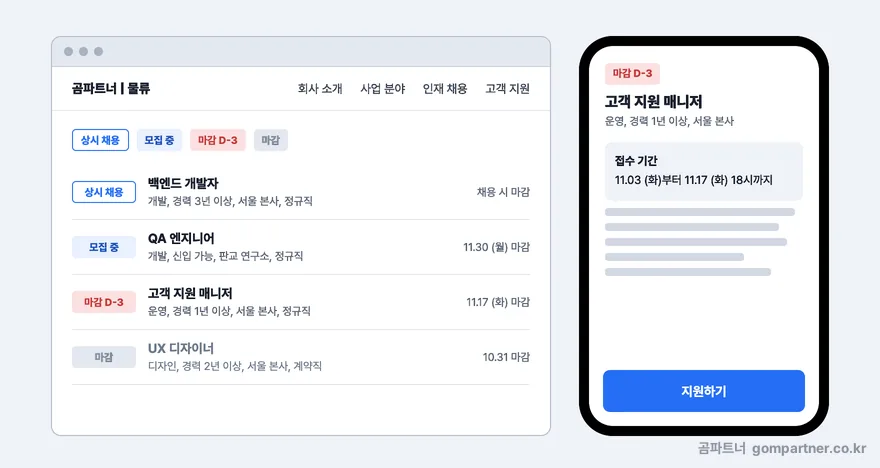 곰파트너 | 물류
회사 소개 사업 분야 인재 채용 고객 지원
상시 채용 모집 중 마감 D-3 마감
상시 채용
백엔드 개발자
개발, 경력 3년 이상, 서울 본사, 정규직
채용 시 마감
모집 중
QA 엔지니어
개발, 신입 가능, 판교 연구소, 정규직
11.30 (월) 마감
마감 D-3
고객 지원 매니저
운영, 경력 1년 이상, 서울 본사, 정규직
11.17 (화) 마감
마감
UX 디자이너
디자인, 경력 2년 이상, 서울 본사, 계약직
10.31 마감
마감 D-3
고객 지원 매니저
운영, 경력 1년 이상, 서울 본사
접수 기간
11.03 (화)부터 11.17 (화) 18시까지
지원하기
곰파트너 gompartner.co.kr